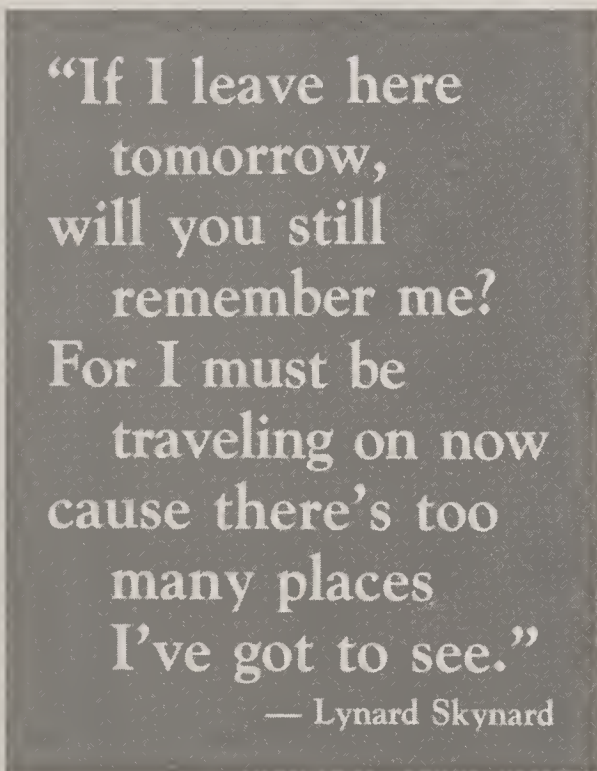 “If I leave here
tomorrow,
will you still
remember me?
For I must be
traveling on now
cause there’s too
many places
I’ve got to see.”
— Lynard Skynard